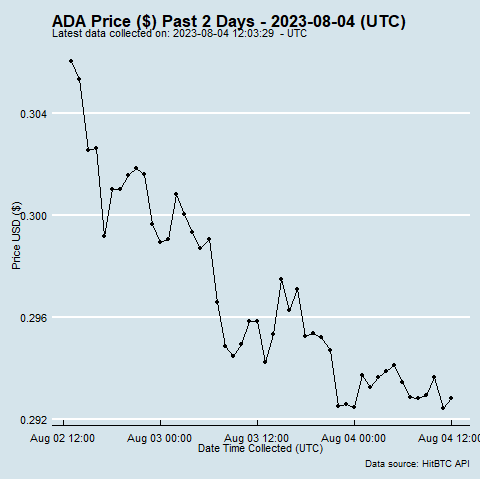 ADA Price ($) Past 2 Days - 2023-08-04 (UTC)
Latest data collected on: 2023-08-04 12:03:29  - UTC
0.304
0.300
0.296
0.292
Price USD ($)
Aug 02 12:00 Aug 03 00:00 Aug 03 12:00 Aug 04 00:00 Aug 04 12:00
Date Time Collected (UTC)
Data source: HitBTC API